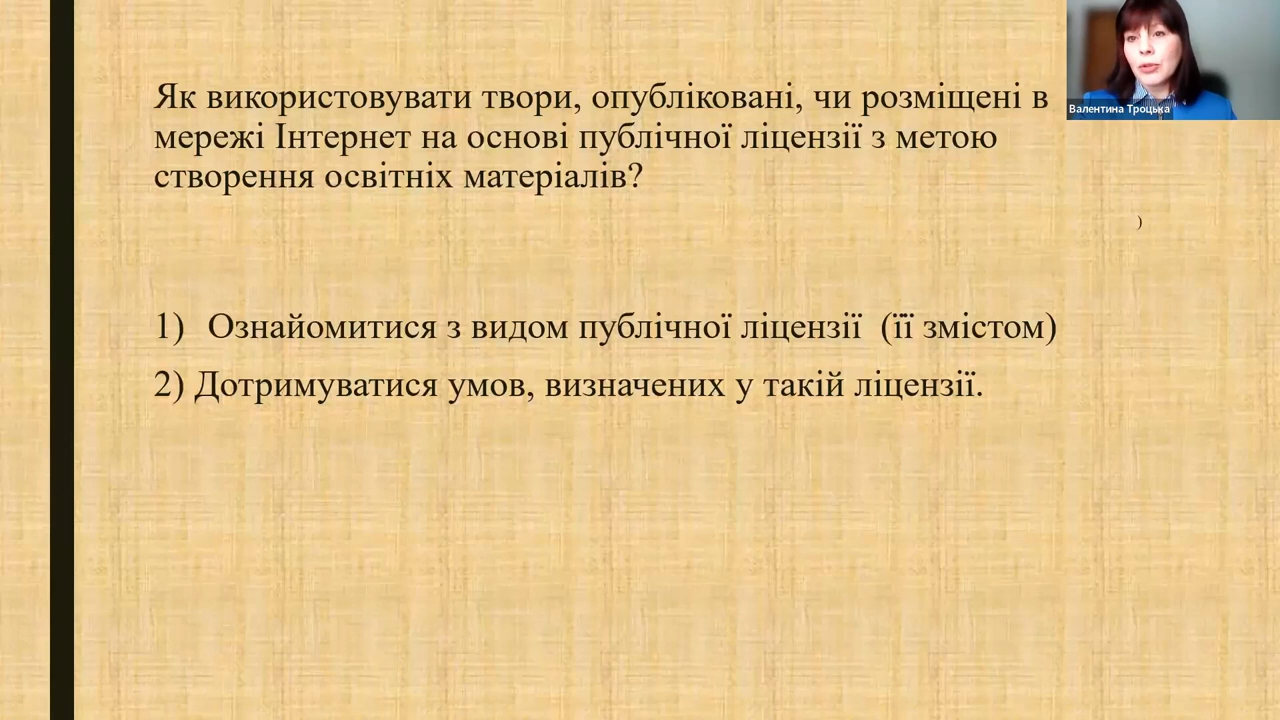 Як використовувати твори, опубліковані, чи розміщені в
мережі Інтернет на основі публічної ліцензії з метою
створення освітніх матеріалів?
Валентина Троцька
)
1) Ознайомитися з видом публічної ліцензії (її змістом)
2) Дотримуватися умов, визначених у такій ліцензії.